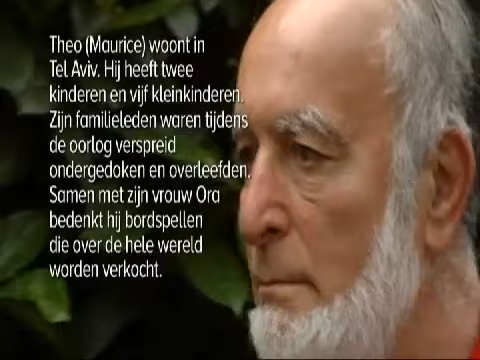 Theo (Maurice) woont in
Tel Aviv. Hij heeft twee
kinderen en vijf kleinkinderen.
Zijn familieleden waren tijdens
de oorlog verspreid
ondergedoken en overleefden.
Samen met zijn vrouw Ora
bedenkt hij bordspellen
die over de hele wereld
worden verkocht.